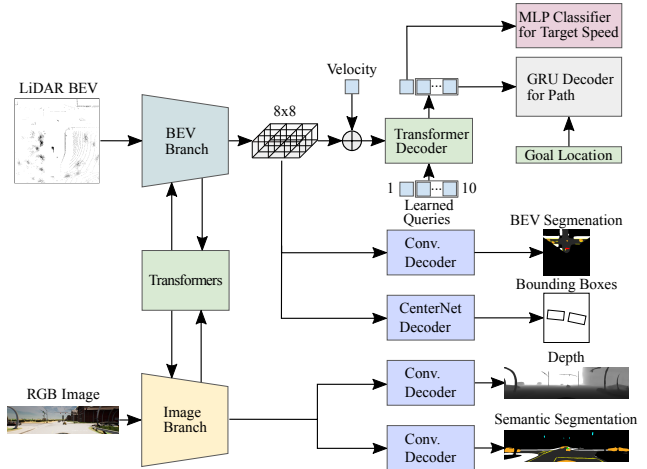 MLP Classifier
for Target Speed
LiDAR BEV
Velocity
GRU Decoder
for Path
8x8
BEV
Branch
Transformer
Decoder
Goal Location
1
10
Learned
Queries
BEV Segmenation
Conv.
Decoder
Transformers
Bounding Boxes
CenterNet
Decoder
Depth
RGB Image
Conv.
Decoder
Image
Branch
Semantic Segmentation
Conv.
Decoder